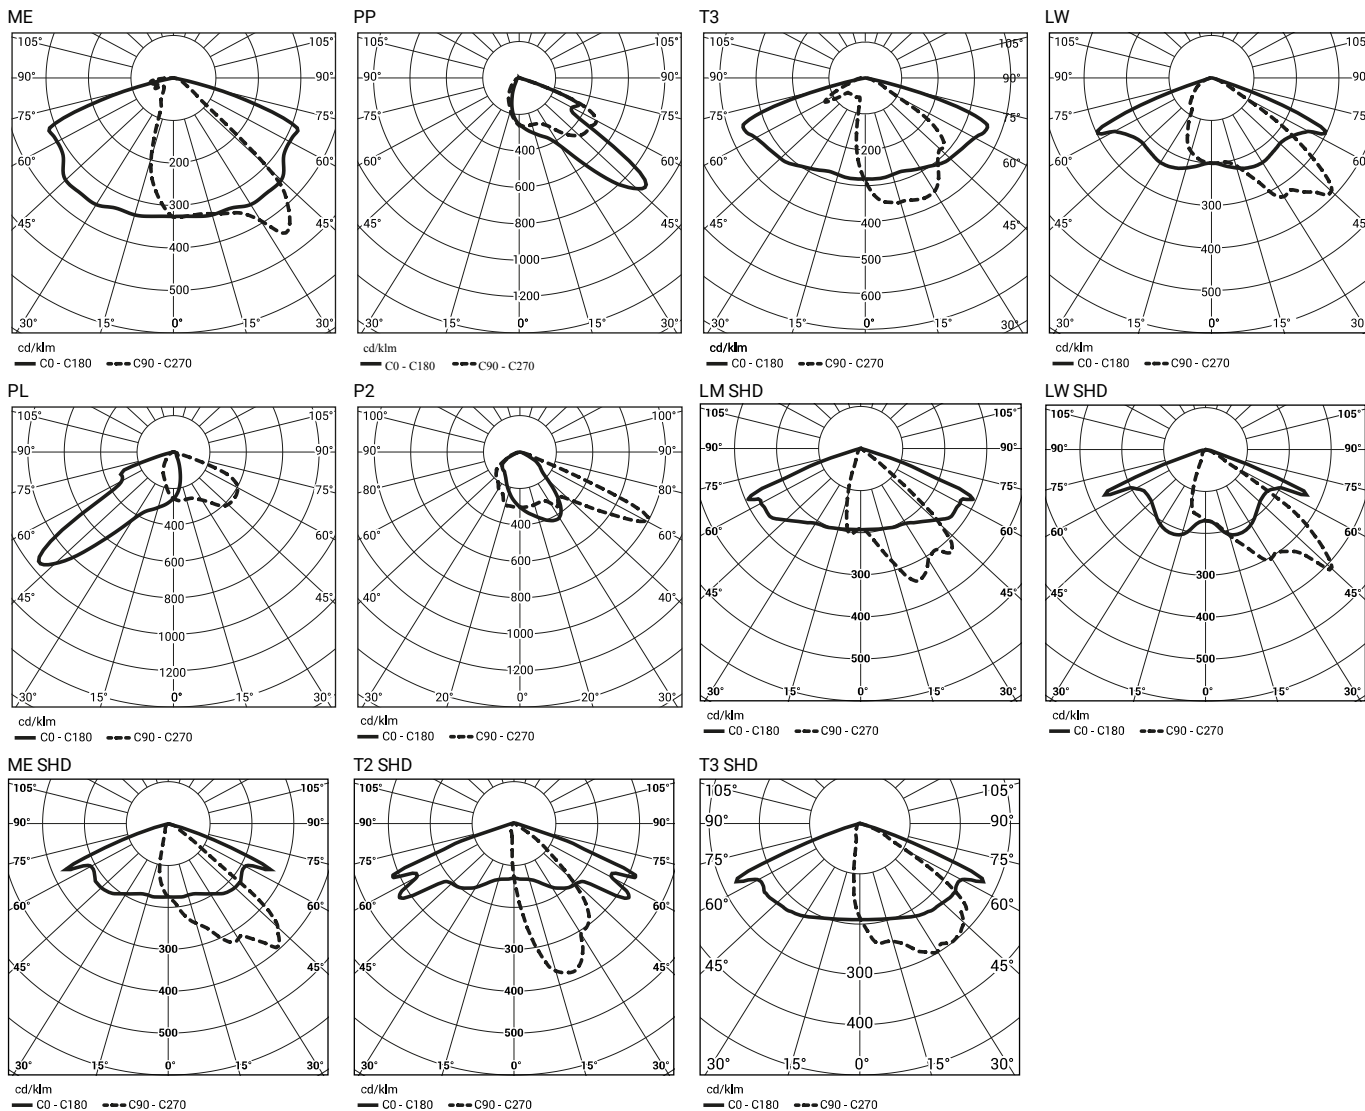 ME
105° 105°
90° 90°
75° 75°
60° 200 60°
300
45° 45°
400
500
30° 15° 0° 15° 30°
cd/klm
C0 - C180 C90 - C270
PP
105° 105°
90° 90°
75° 75°
400
60° 60°
600
45° 800 45°
1000
1200
30° 15° 0° 15° 30°
cd/klm
C0 - C180 C90 - C270
T3
105° 105°
90° 90°
75° 75°
200
60° 60°
400
45° 45°
500
600
30° 15° 0° 15° 30°
cd/klm
C0 - C180 C90 - C270
LW
105° 105°
90° 90°
75° 75°
60° 60°
300
45° 45°
400
500
30° 15° 0° 15° 30°
cd/klm
C0 - C180 C90 - C270
PL
105° 105°
90° 90°
75° 75°
400
60° 60°
600
45° 800 45°
1000
1200
30° 15° 0° 15° 30°
cd/klm
C0 - C180 C90 - C270
P2
100° 100°
90° 90°
80° 80°
400
60° 60°
600
40° 800 40°
1000
1200
20° 0° 20°
cd/klm
C0 - C180 C90 - C270
LM SHD
105° 105°
90° 90°
75° 75°
60° 60°
300
45° 45°
400
500
30° 15° 0° 15° 30°
cd/klm
C0 - C180 C90 - C270
LW SHD
105° 105°
90° 90°
75° 75°
60° 60°
300
45° 45°
400
500
30° 15° 0° 15° 30°
cd/klm
C0 - C180 C90 - C270
ME SHD
105° 105°
90° 90°
75° 75°
60° 60°
300
45° 45°
400
500
30° 15° 0° 15° 30°
cd/klm
C0 - C180 C90 - C270
T2 SHD
105° 105°
90° 90°
75° 75°
60° 60°
300
45° 45°
400
500
30° 15° 0° 15° 30°
cd/klm
C0 - C180 C90 - C270
T3 SHD
105° 105°
90° 90°
75° 75°
60° 60°
45° 300 45°
400
30° 15° 0° 15° 30°
cd/klm
C0 - C180 C90 - C270